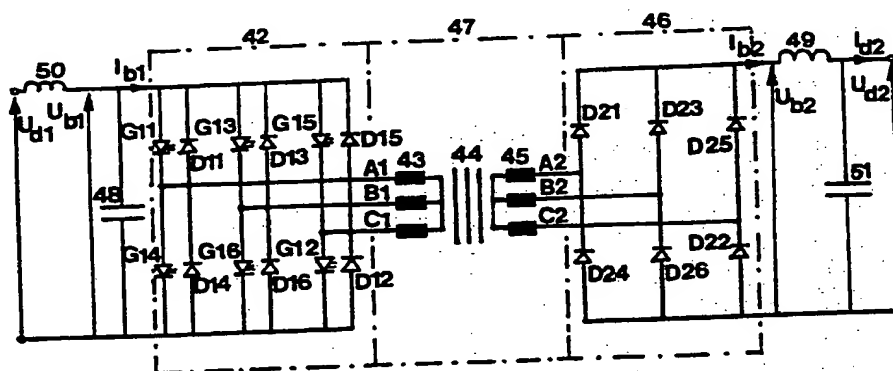 42 47 46
50 Ib1 Ib2 49 Id2
Ud1 Ub1 Ub2 Ud2
G11 G13 G15 D15 D21 D23
D11 D13 D25
A1 43 44 45 A2
48 B1 B2 51
C1 C2
G14 G16 G12 D22
D14 D16 D12 D24 D26